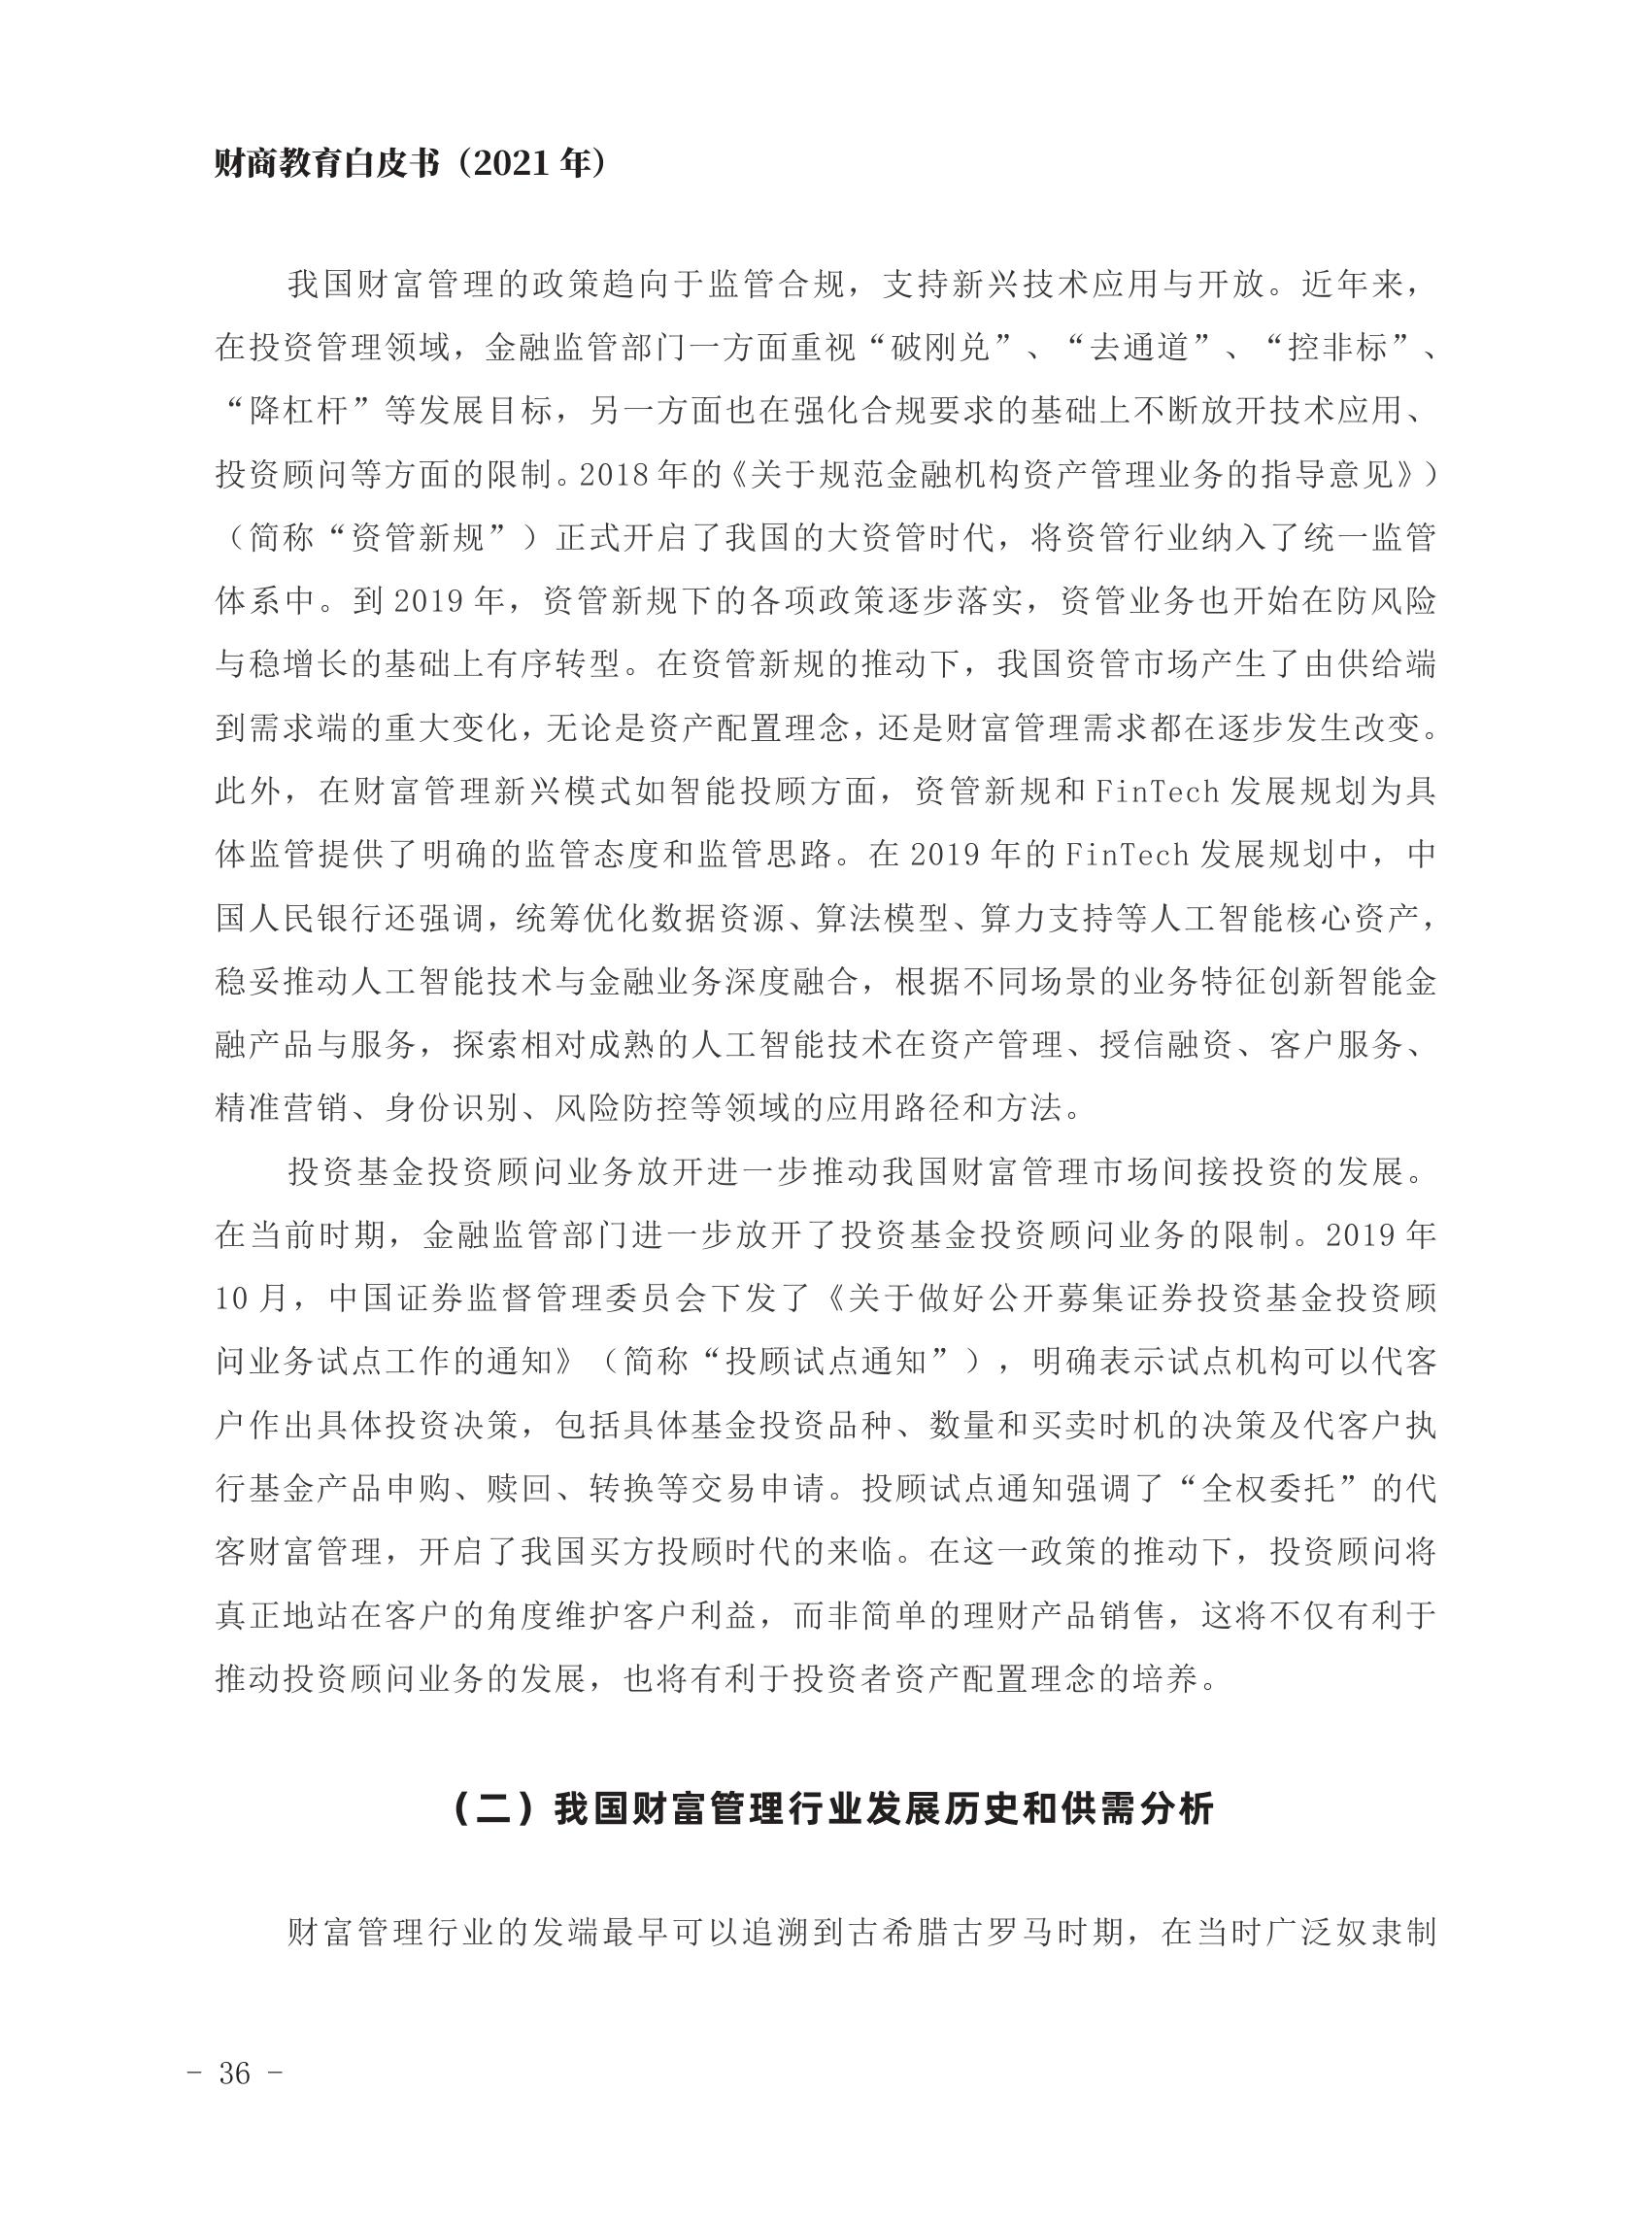 财商教育白皮书（2021 年）
我国财富管理的政策趋向于监管合规，支持新兴技术应用与开放。近年来，
在投资管理领域，金融监管部门一方面重视“破刚兑”、“去通道”、“控非标”、
“降杠杆”等发展目标，另一方面也在强化合规要求的基础上不断放开技术应用、
投资顾问等方面的限制。2018 年的《关于规范金融机构资产管理业务的指导意见》）
（简称“资管新规”）正式开启了我国的大资管时代，将资管行业纳入了统一监管
体系中。到 2019 年，资管新规下的各项政策逐步落实，资管业务也开始在防风险
与稳增长的基础上有序转型。在资管新规的推动下，我国资管市场产生了由供给端
到需求端的重大变化，无论是资产配置理念，还是财富管理需求都在逐步发生改变。
此外，在财富管理新兴模式如智能投顾方面，资管新规和 FinTech 发展规划为具
体监管提供了明确的监管态度和监管思路。在 2019 年的 FinTech 发展规划中，中
国人民银行还强调，统筹优化数据资源、算法模型、算力支持等人工智能核心资产，
稳妥推动人工智能技术与金融业务深度融合，根据不同场景的业务特征创新智能金
融产品与服务，探索相对成熟的人工智能技术在资产管理、授信融资、客户服务、
精准营销、身份识别、风险防控等领域的应用路径和方法。
投资基金投资顾问业务放开进一步推动我国财富管理市场间接投资的发展。
在当前时期，金融监管部门进一步放开了投资基金投资顾问业务的限制。2019 年
10 月，中国证券监督管理委员会下发了《关于做好公开募集证券投资基金投资顾
问业务试点工作的通知》（简称“投顾试点通知”），明确表示试点机构可以代客
户作出具体投资决策，包括具体基金投资品种、数量和买卖时机的决策及代客户执
行基金产品申购、赎回、转换等交易申请。投顾试点通知强调了“全权委托”的代
客财富管理，开启了我国买方投顾时代的来临。在这一政策的推动下，投资顾问将
真正地站在客户的角度维护客户利益，而非简单的理财产品销售，这将不仅有利于
推动投资顾问业务的发展，也将有利于投资者资产配置理念的培养。
（二）我国财富管理行业发展历史和供需分析
财富管理行业的发端最早可以追溯到古希腊古罗马时期，在当时广泛奴隶制
- 36 -